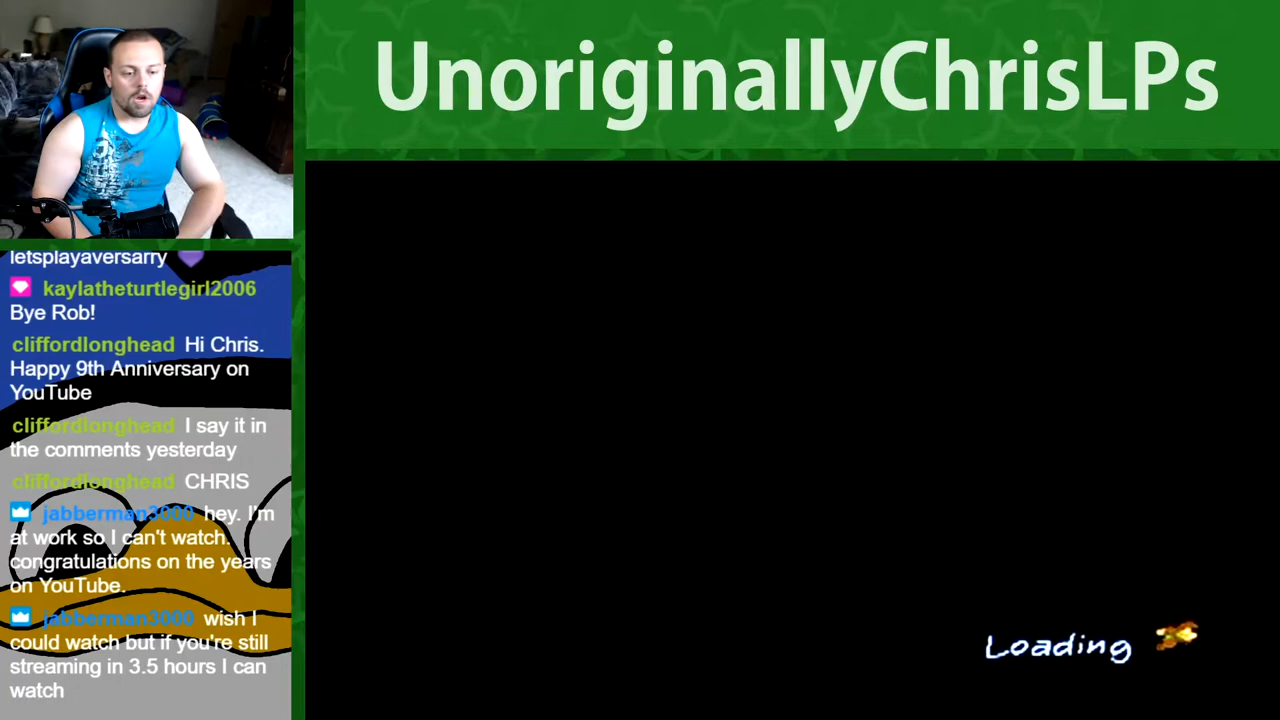 UnoriginallyChrisLPs
letsplayaversarry
kaylatheturtlegirl2006
Bye Rob!
cliffordlonghead Hi Chris.
Happy 9th Anniversary on
YouTube
cliffordlonghead I say it in
the comments yesterday
cliffordlonghead CHRIS
jabberman3000 hey. I'm
at work so I can't watch.
congratulations on the years
on YouTube.
jabberman3000 wish I
could watch but if you're still
streaming in 3.5 hours I can
watch
Loading